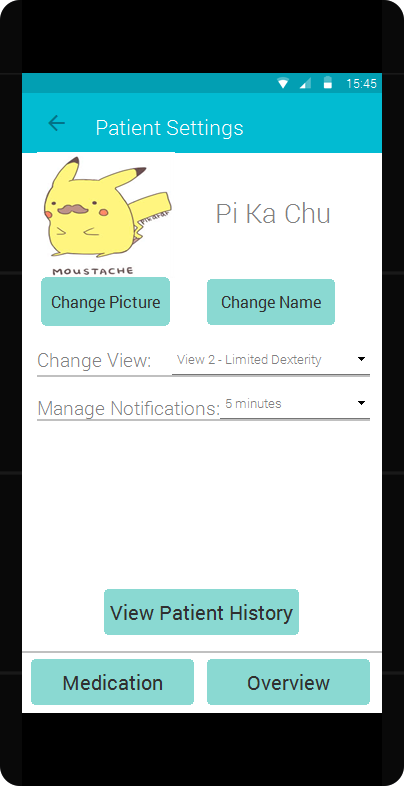 15:45
Patient Settings
Pi Ka Chu
MOUSTACHE
Change Picture
Change Name
Change View:
View 2 - Limited Dexterity
Manage Notifications:
5 minutes
View Patient History
Medication
Overview